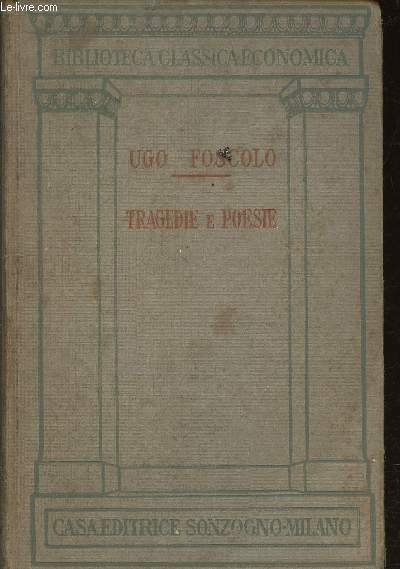 Le-livre.com
BIBLIOTECA CLASSICA ECONOMICA
UGO FOSCOLO
TRAGEDIE E POESIE
CASA EDITRICE SONZOGNO-MILANO